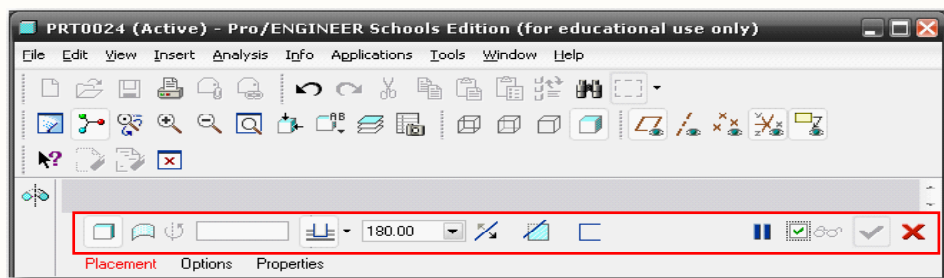 PRT0024 (Active) - Pro/ENGINEER Schools Edition (for educational use only)
File Edit View Insert Analysis Info Applications Tools Window Help
AB
180.00
Placement Options Properties